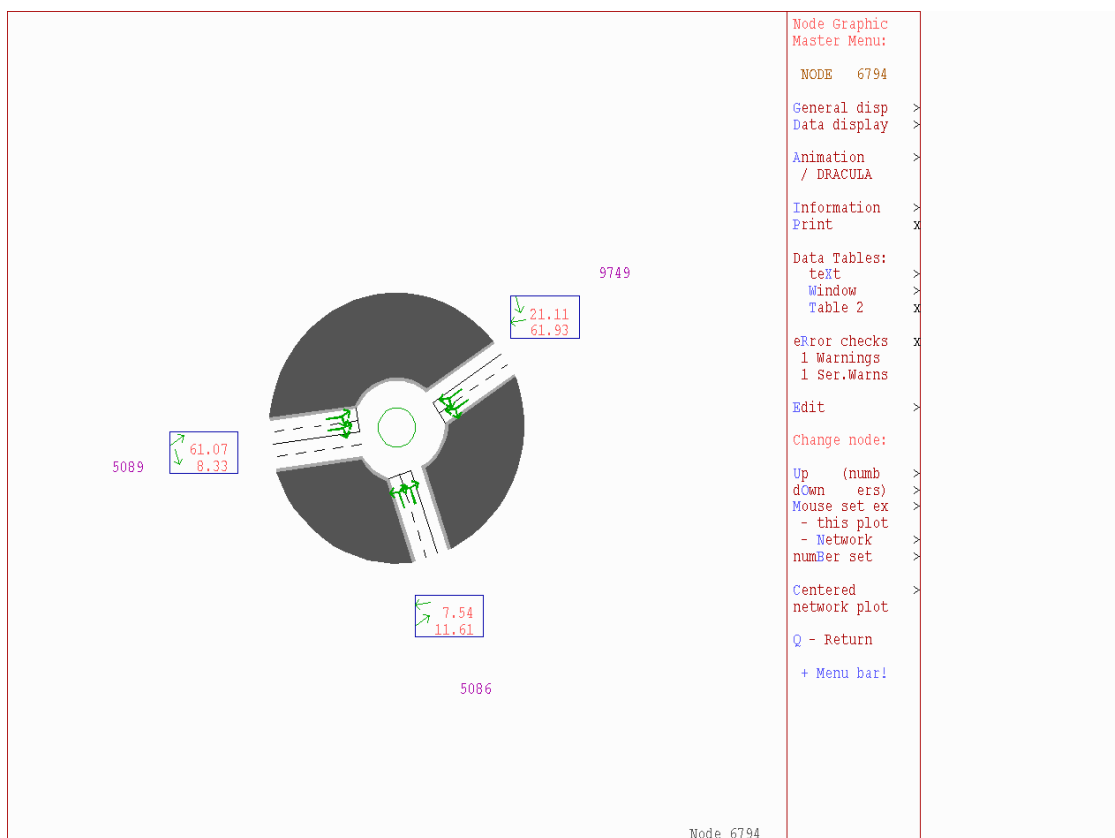 9749
21.11
61.93
61.07
8.33
5089
7.54
11.61
5086
Node 6794
Node Graphic
Master Menu:
NODE 6794
General disp >
Data display >
Animation >
/ DRACULA
Information >
Print x
Data Tables:
teXt >
Window >
Table 2 x
eRror checks x
1 Warnings
1 Ser.Warns
Edit >
Change node:
Up (numb >
dOwn ers) >
Mouse set ex >
- this plot
- Network >
numBer set >
Centered >
network plot
Q - Return
+ Menu bar!